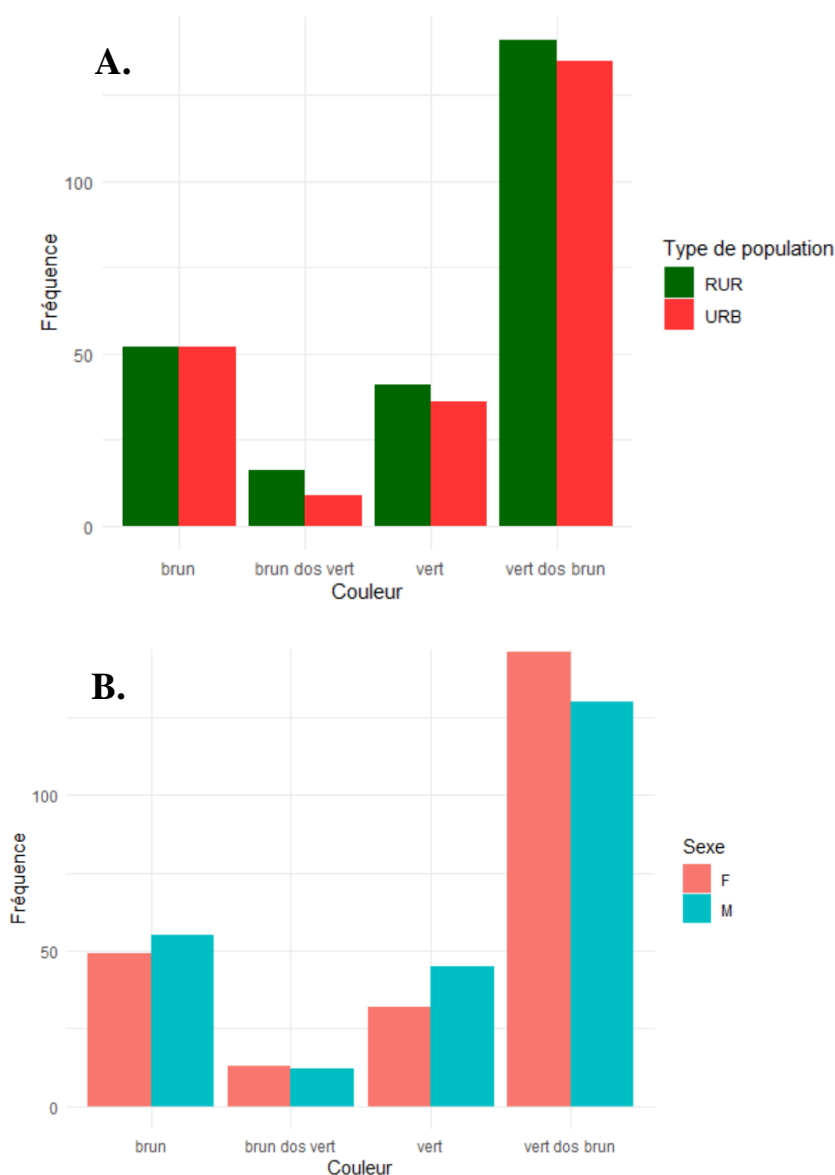 A.
Fréquence
100
50
0
brun
brun dos vert
vert
vert dos brun
Couleur
Type de population
RUR
URB
B.
Fréquence
100
50
0
brun
brun dos vert
vert
vert dos brun
Couleur
Sexe
F
M